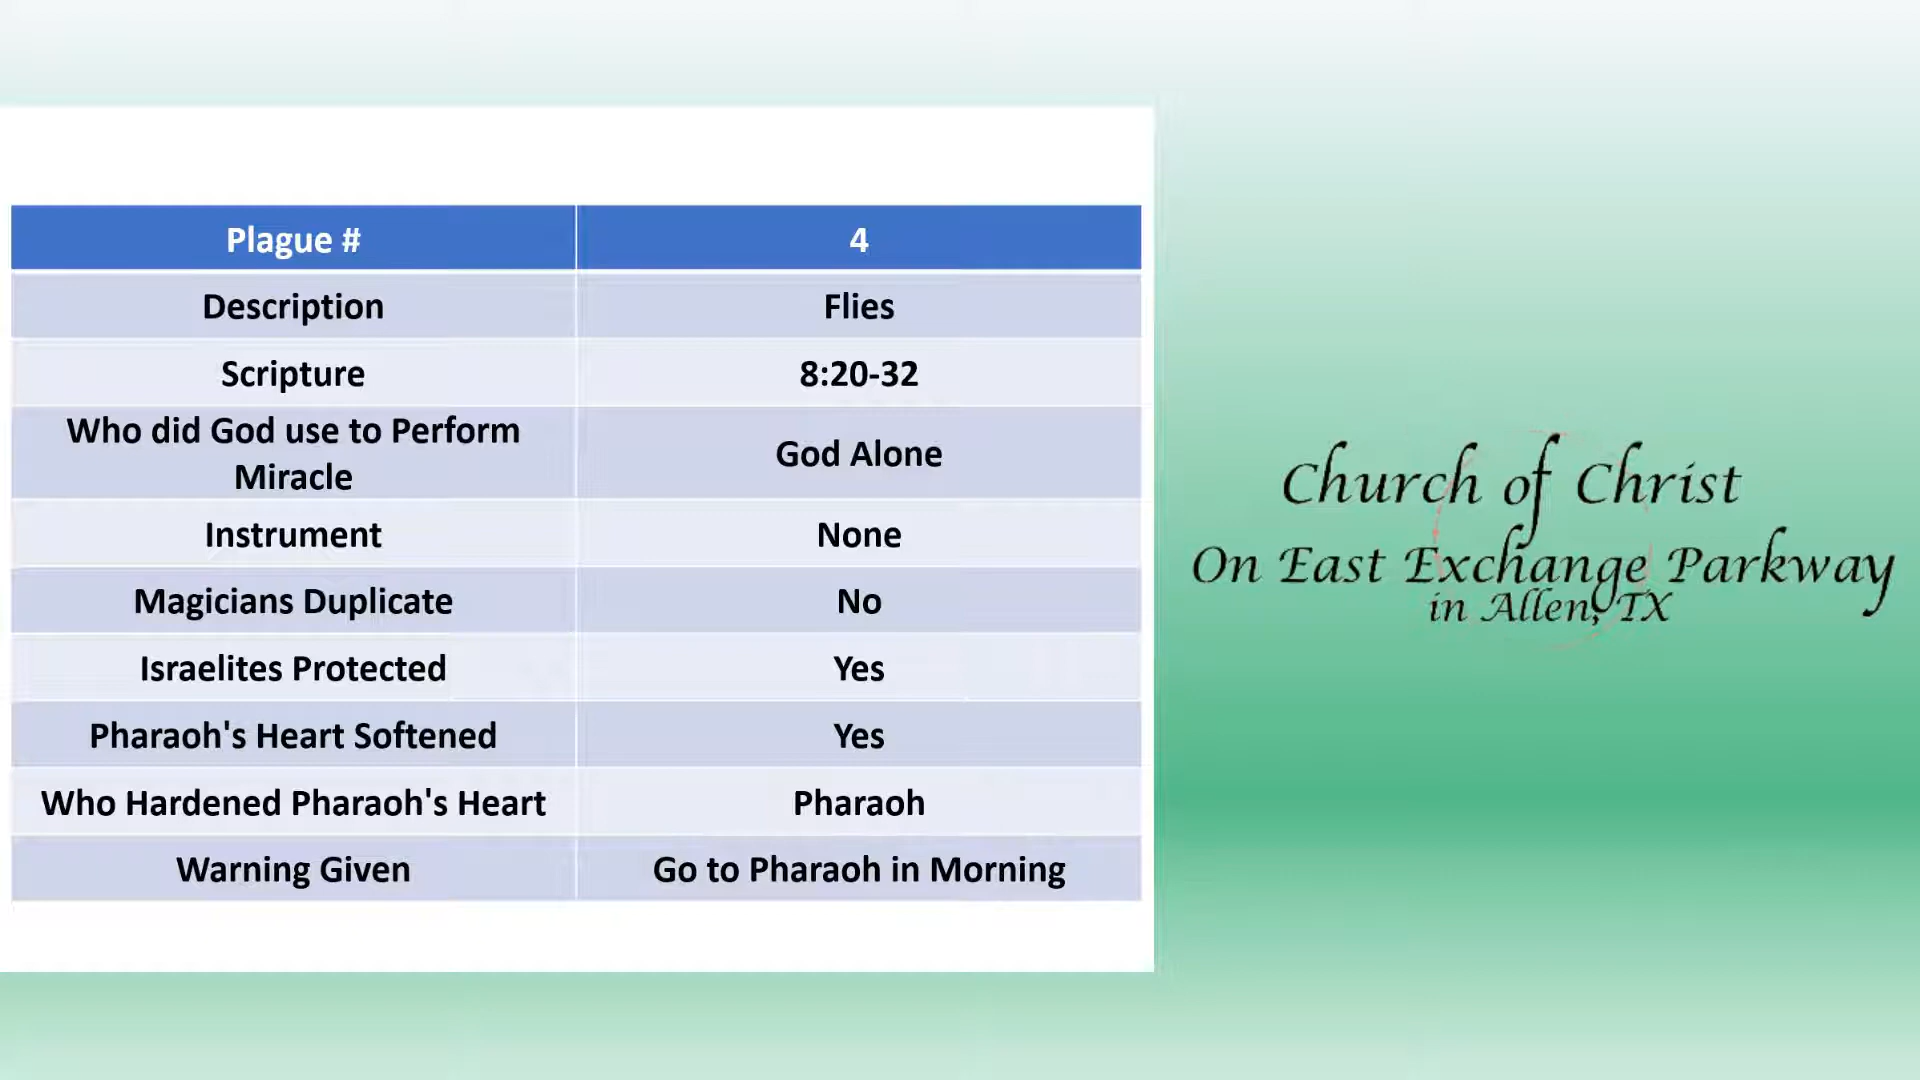 Plague # 4
Description Flies
Scripture 8:20-32
Who did God use to Perform
Miracle God Alone
Instrument None
Magicians Duplicate No
Israelites Protected Yes
Pharaoh's Heart Softened Yes
Who Hardened Pharaoh's Heart Pharaoh
Warning Given Go to Pharaoh in Morning
Church of Christ
On East Exchange Parkway
in Allen, TX